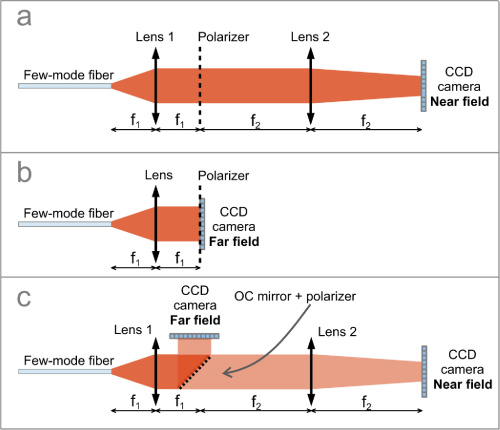 a
Lens 1
Polarizer
Lens 2
Few-mode fiber
CCD
camera
Near field
f1
f1
f2
f2
b
Lens
Polarizer
Few-mode fiber
CCD
camera
Far field
f1
f1
c
CCD
camera
Far field
OC mirror + polarizer
Lens 1
Lens 2
Few-mode fiber
CCD
camera
Near field
f1
f1
f2
f2